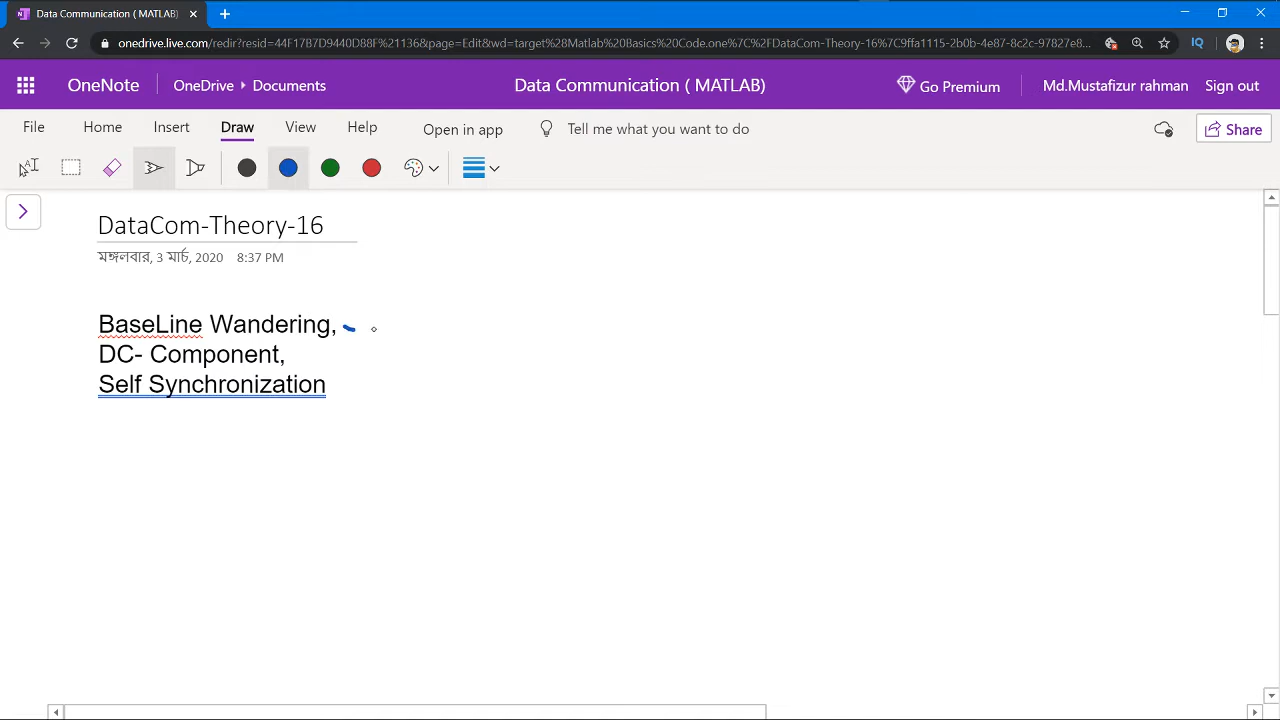 Data Communication ( MATLAB)
onedrive.live.com/redir?resid=44F17B7D9440D88F%21136&page=Edit&wd=target%28Matlab%20Basics%20Code.one%7C%2FDataCom-Theory-16%7C9ffa1115-2b0b-4e87-8c2c-97827e8...
OneNote OneDrive Documents Data Communication ( MATLAB) Go Premium Md.Mustafizur rahman Sign out
File Home Insert Draw View Help Open in app Tell me what you want to do Share
DataCom-Theory-16
মঙ্গলবার, 3 মার্চ, 2020 8:37 PM
BaseLine Wandering,
DC- Component,
Self Synchronization